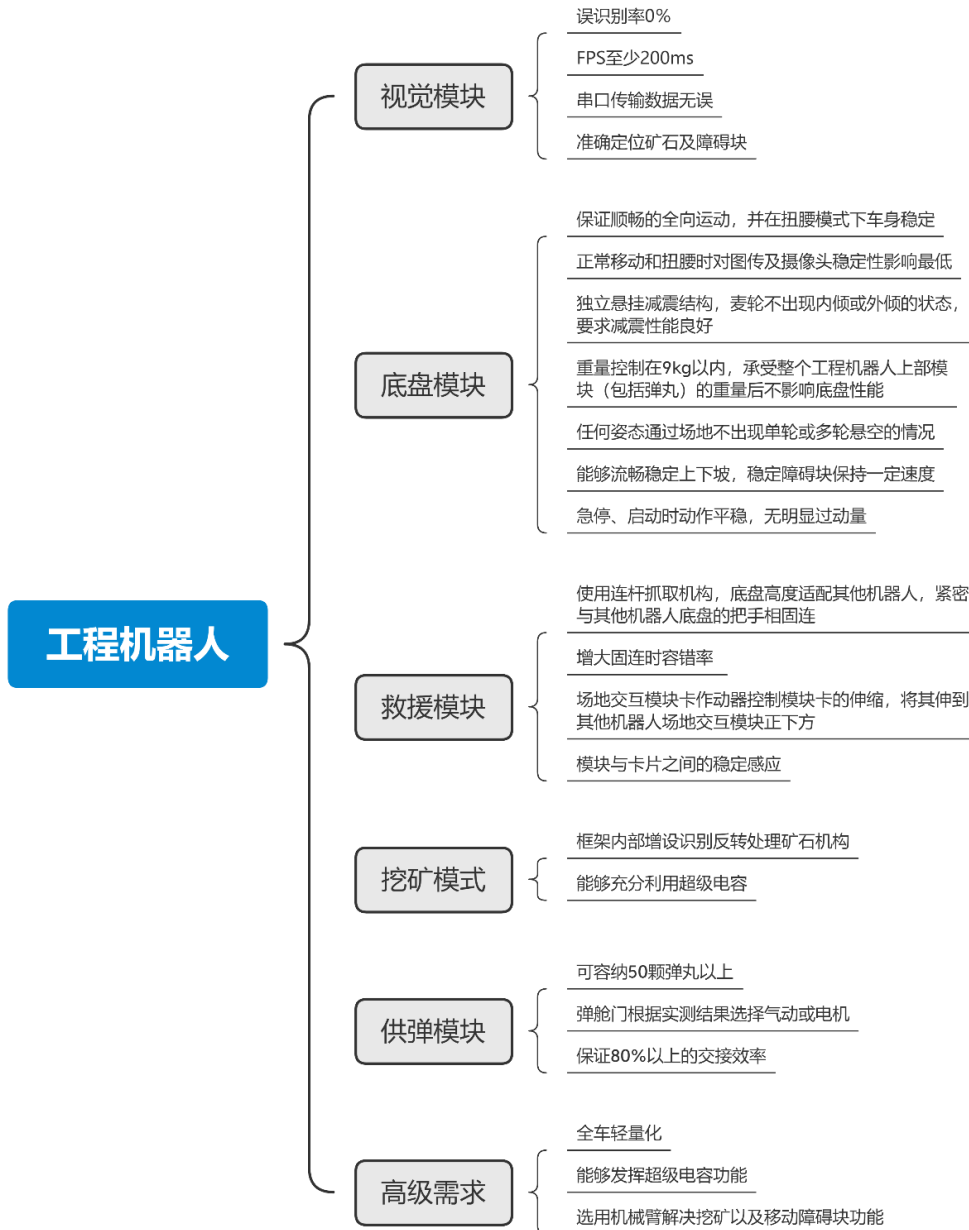 工程机器人
视觉模块
误识别率0%
FPS至少200ms
串口传输数据无误
准确定位矿石及障碍块
底盘模块
保证顺畅的全向运动，并在扭腰模式下车身稳定
正常移动和扭腰时对图传及摄像头稳定性影响最低
独立悬挂减震结构，麦轮不出现内倾或外倾的状态，
要求减震性能良好
重量控制在9kg以内，承受整个工程机器人上部模
块（包括弹丸）的重量后不影响底盘性能
任何姿态通过场地不出现单轮或多轮悬空的情况
能够流畅稳定上下坡，稳定障碍块保持一定速度
急停、启动时动作平稳，无明显过动量
救援模块
使用连杆抓取机构，底盘高度适配其他机器人，紧密
与其他机器人底盘的把手相固连
增大固连时容错率
场地交互模块卡作动器控制模块卡的伸缩，将其伸到
其他机器人场地交互模块正下方
模块与卡片之间的稳定感应
挖矿模式
框架内部增设识别反转处理矿石机构
能够充分利用超级电容
供弹模块
可容纳50颗弹丸以上
弹舱门根据实测结果选择气动或电机
保证80%以上的交接效率
高级需求
全车轻量化
能够发挥超级电容功能
选用机械臂解决挖矿以及移动障碍块功能